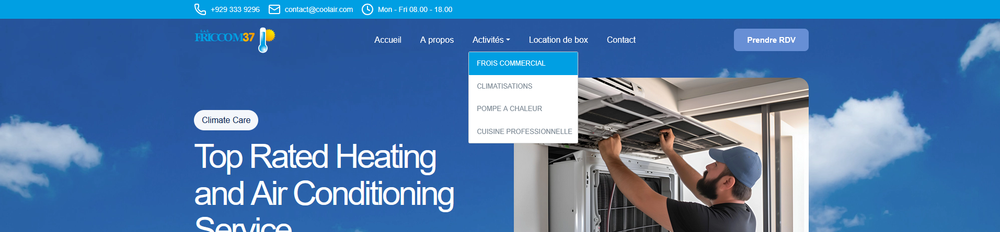 +929 333 9296 contact@coolair.com Mon - Fri 08.00 - 18.00
S.A.S.
FRICCOM37
Accueil A propos Activités Location de box Contact Prendre RDV
FROIS COMMERCIAL
CLIMATISATIONS
POMPE A CHALEUR
CUISINE PROFESSIONNELLE
Climate Care
Top Rated Heating
and Air Conditioning
Service